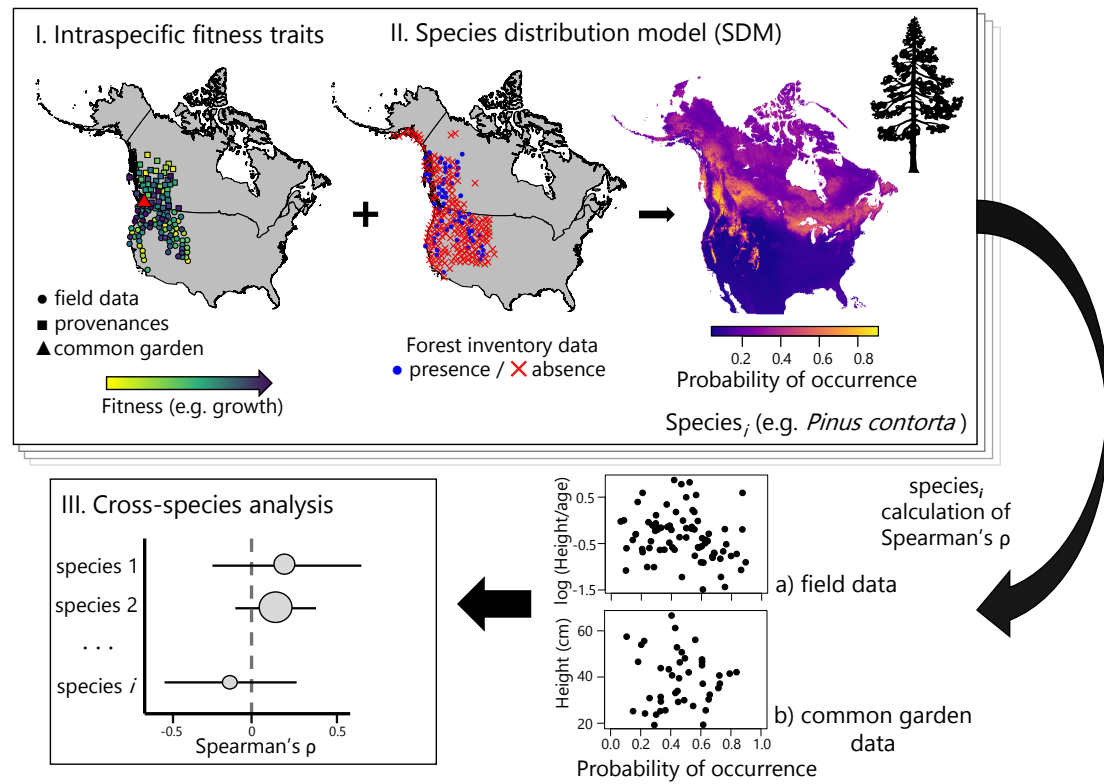 I. Intraspecific fitness traits
II. Species distribution model (SDM)
field data
provenances
common garden
Fitness (e.g. growth)
Forest inventory data
presence / absence
0.2 0.4 0.6 0.8
Probability of occurrence
Species i (e.g. Pinus contorta )
species i
calculation of
Spearman's ρ
III. Cross-species analysis
species 1
species 2
. . .
species i
-0.5 0 0.5
Spearman's ρ
log (Height/age)
0.5
-0.5
-1.5
a) field data
Height (cm)
60
40
20
b) common garden
data
0.0 0.2 0.4 0.6 0.8 1.0
Probability of occurrence